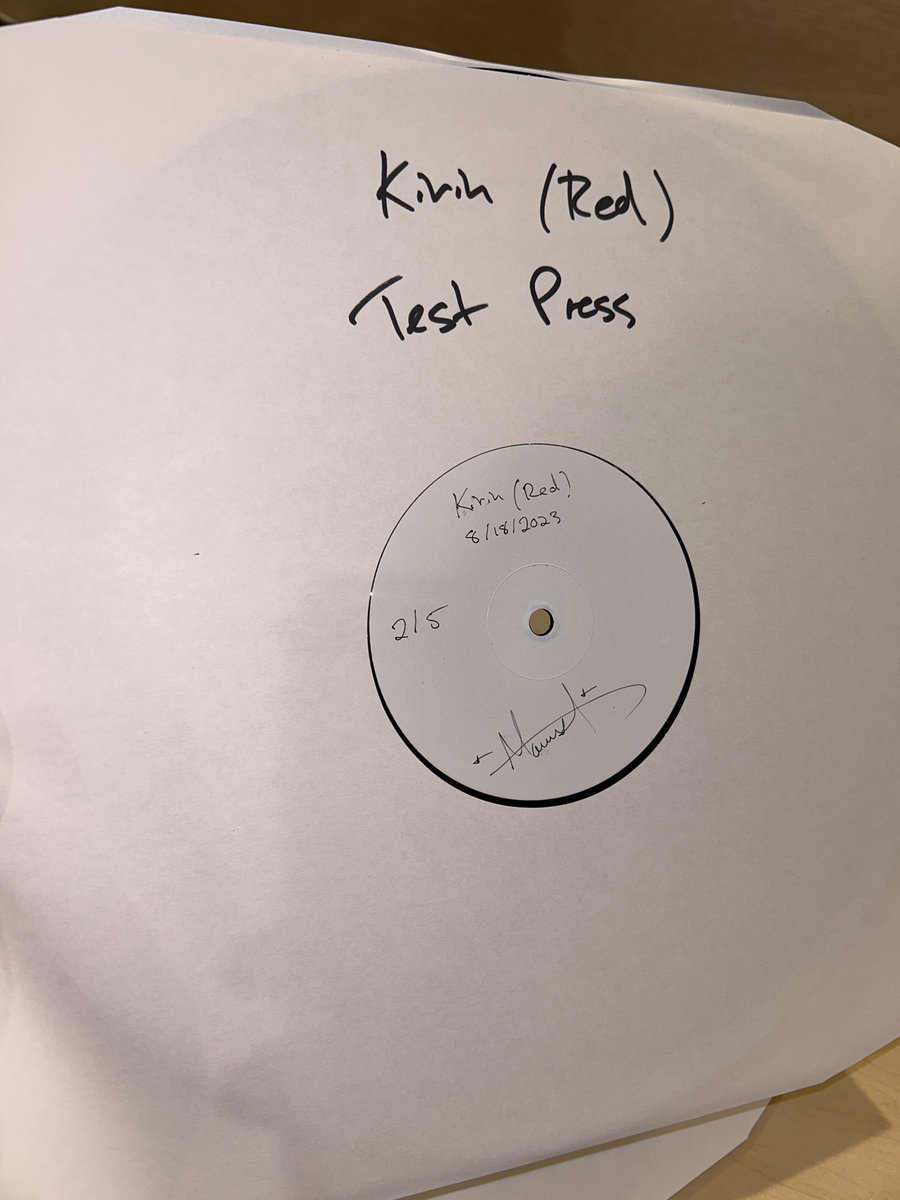 Kirin (Red)
Test Press
Kirin (Red)
8/18/2023
2/5